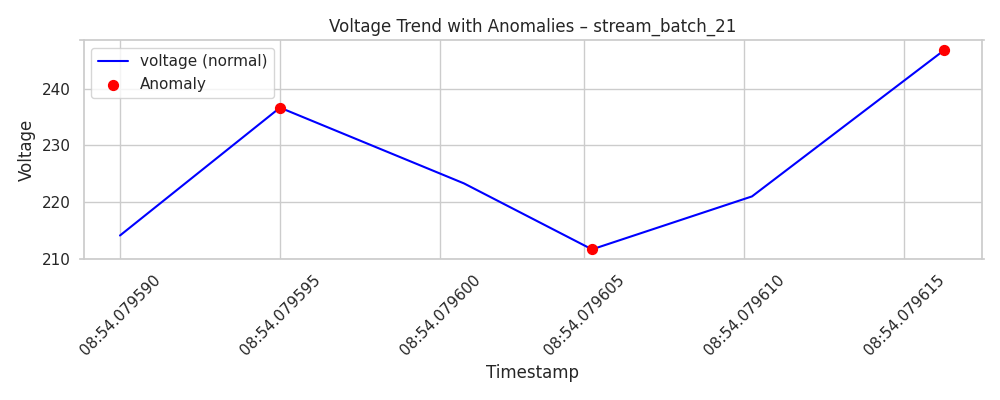 Voltage Trend with Anomalies – stream_batch_21
voltage (normal)
Anomaly
Voltage
240
230
220
210
08:54.079590
08:54.079595
08:54.079600
08:54.079605
08:54.079610
08:54.079615
Timestamp